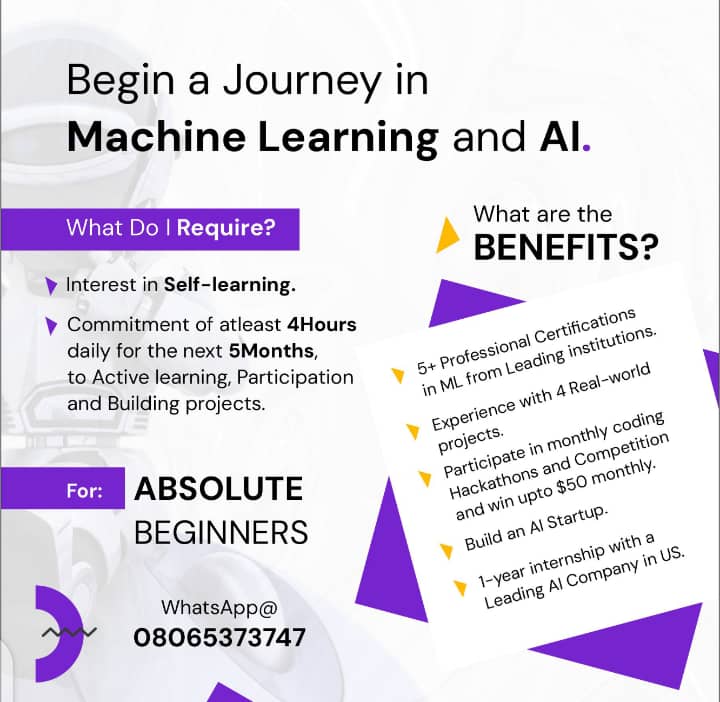 Begin a Journey in
Machine Learning and AI.
What Do I Require?
Interest in Self-learning.
Commitment of atleast 4Hours
daily for the next 5Months,
to Active learning, Participation
and Building projects.
For: ABSOLUTE
BEGINNERS
WhatsApp@
08065373747
What are the
BENEFITS?
5+ Professional Certifications
in ML from Leading institutions.
Experience with 4 Real-world
projects.
Participate in monthly coding
Hackathons and Competition
and win upto $50 monthly.
Build an AI Startup.
1-year internship with a
Leading AI Company in US.